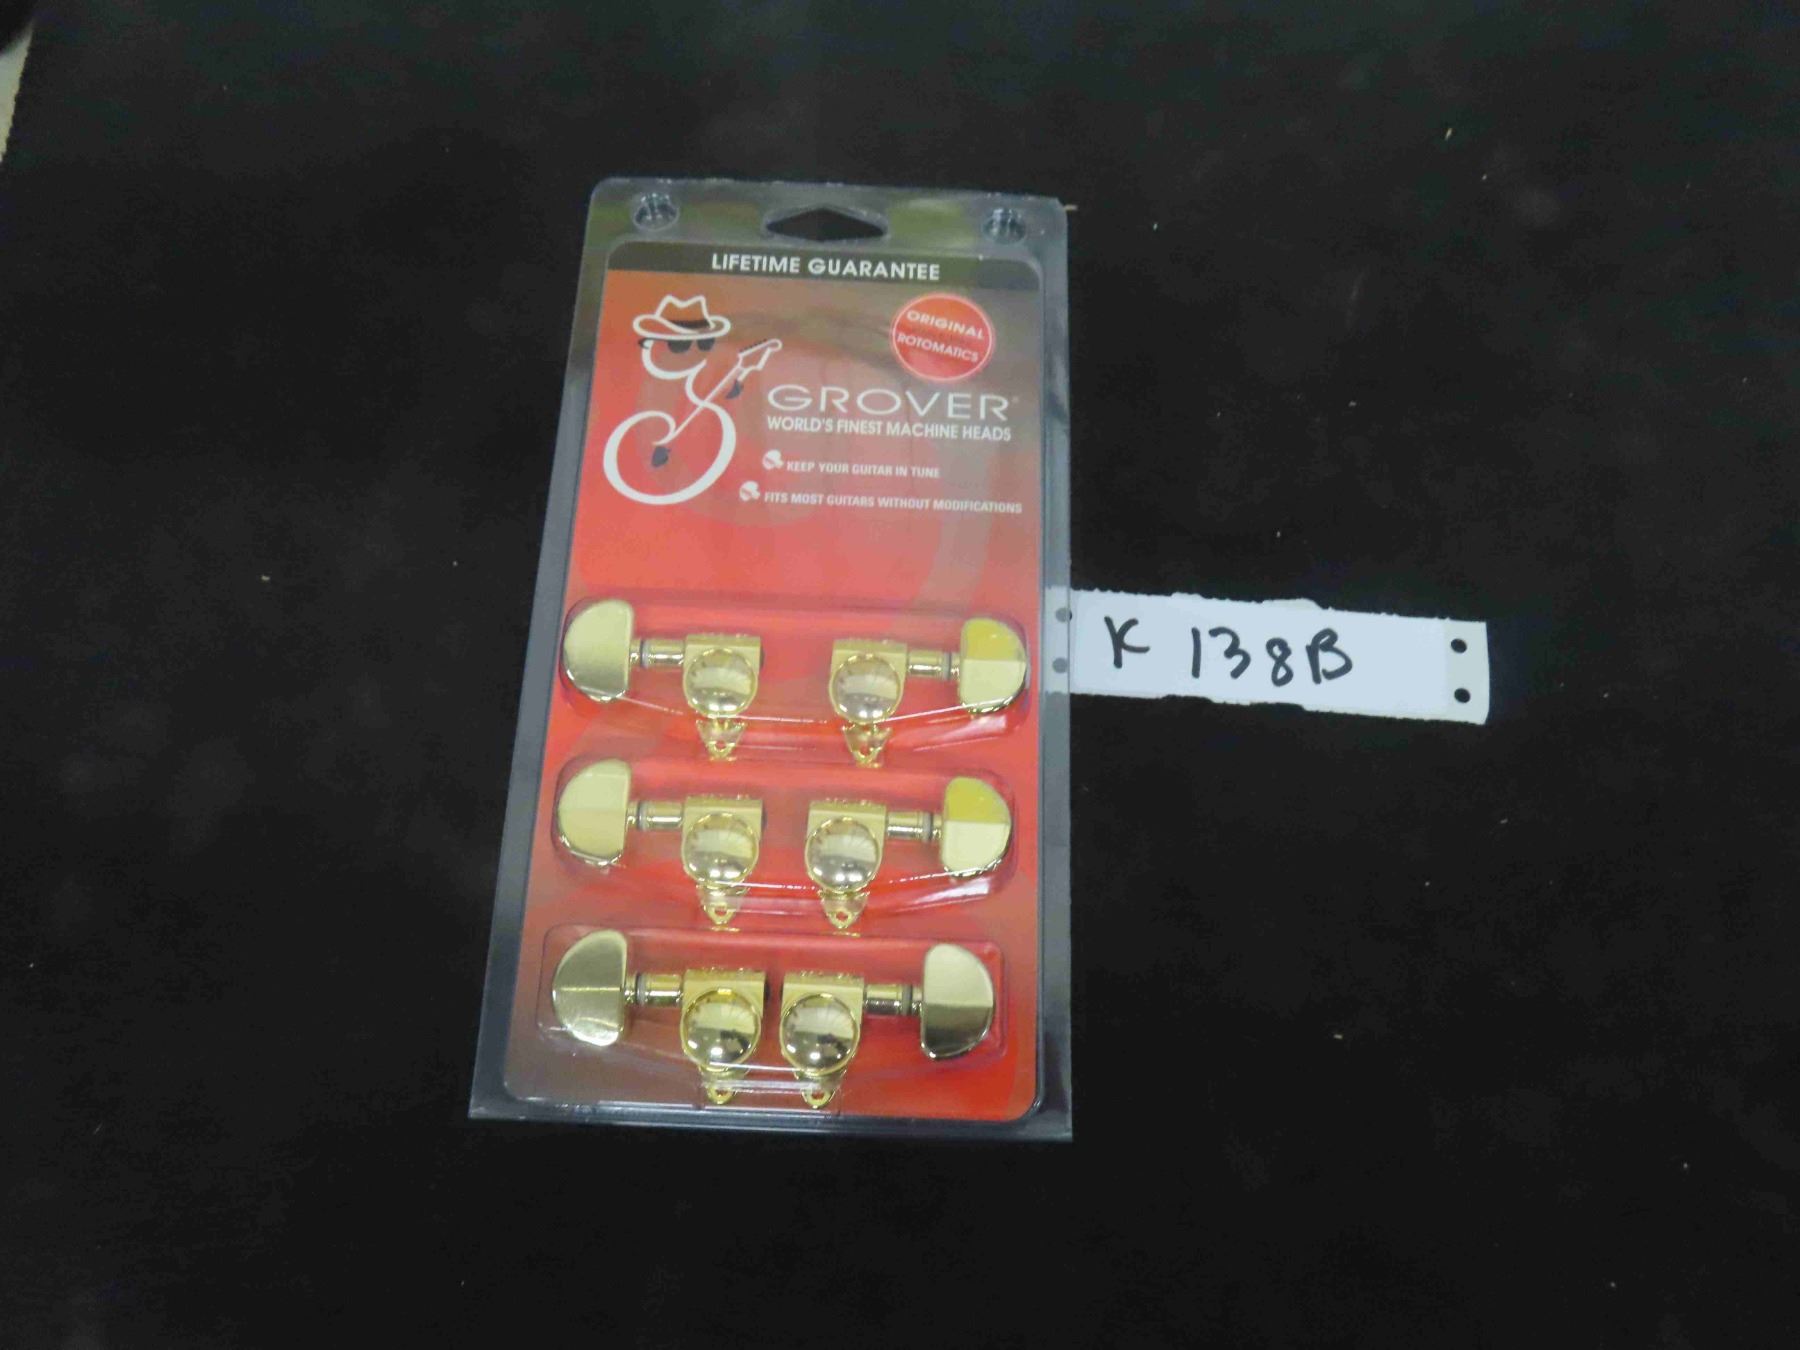 LIFETIME GUARANTEE
ORIGINAL
ROTOMATICS
GROVER®
WORLD'S FINEST MACHINE HEADS
KEEP YOUR GUITAR IN TUNE
FITS MOST GUITARS WITHOUT MODIFICATIONS
K 138B